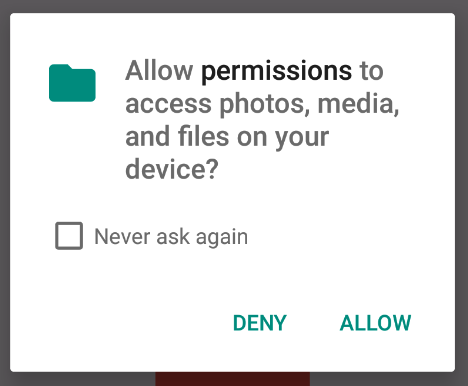 Allow permissions to
access photos, media,
and files on your
device?
Never ask again
DENY ALLOW